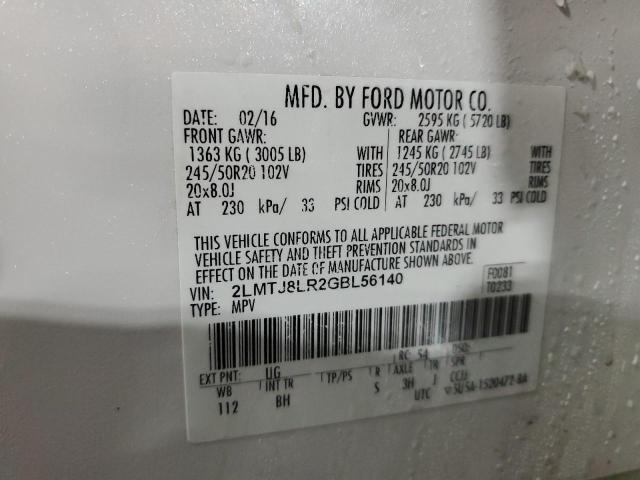 MFD. BY FORD MOTOR CO.
DATE: 02/16 GVWR: 2595 KG ( 5720 LB)
FRONT GAWR: REAR GAWR:
1363 KG ( 3005 LB) WITH 1245 KG ( 2745 LB) WITH
245/50R20 102V TIRES 245/50R20 102V TIRES
20x8.0J RIMS 20x8.0J RIMS
AT 230 kPa/ 33 PSI COLD AT 230 kPa/ 33 PSI COLD
THIS VEHICLE CONFORMS TO ALL APPLICABLE FEDERAL MOTOR
VEHICLE SAFETY AND THEFT PREVENTION STANDARDS IN
EFFECT ON THE DATE OF MANUFACTURE SHOWN ABOVE.
VIN: 2LMTJ8LR2GBL56140 F0081
TYPE: MPV T0233
EXT PNT: UG RC: 54 DSO:
WB INT TR TP/PS R AXLE TR SPR
112 BH S 3H J
UTC